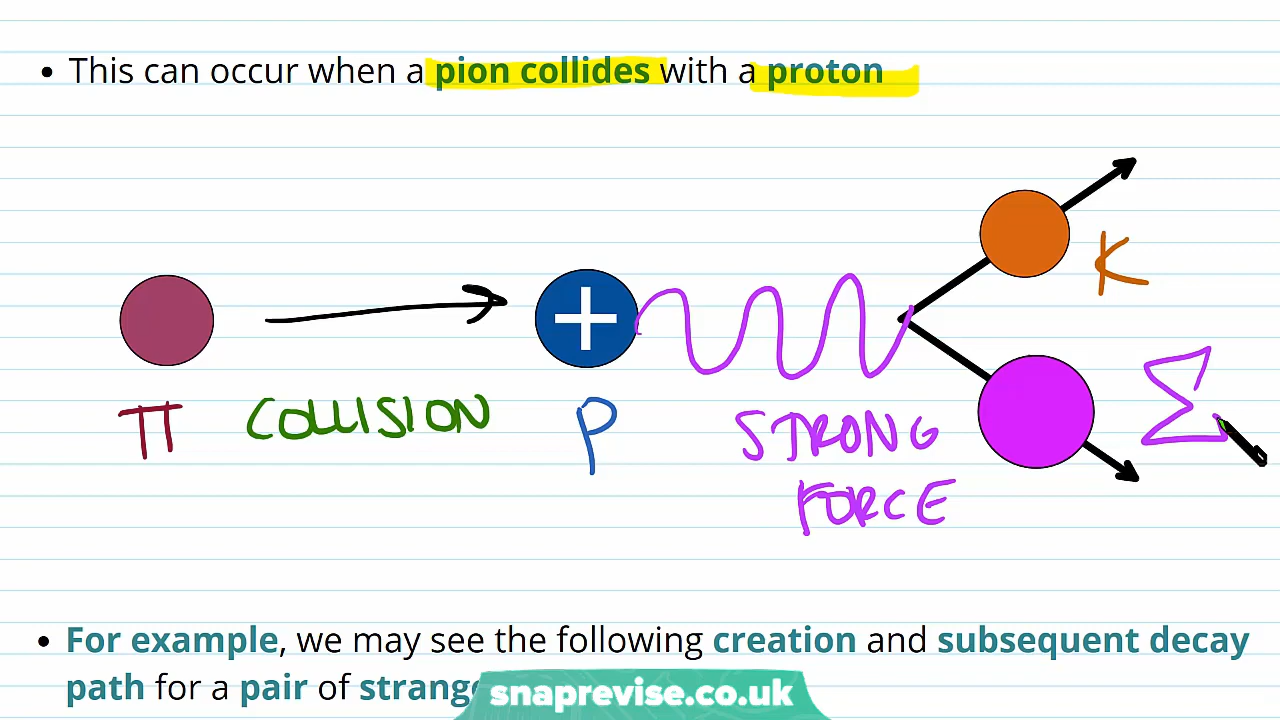 • This can occur when a pion collides with a proton
K
π COLLISION P
STRONG
FORCE
Σ
• For example, we may see the following creation and subsequent decay
path for a pair of strange
snaprevise.co.uk